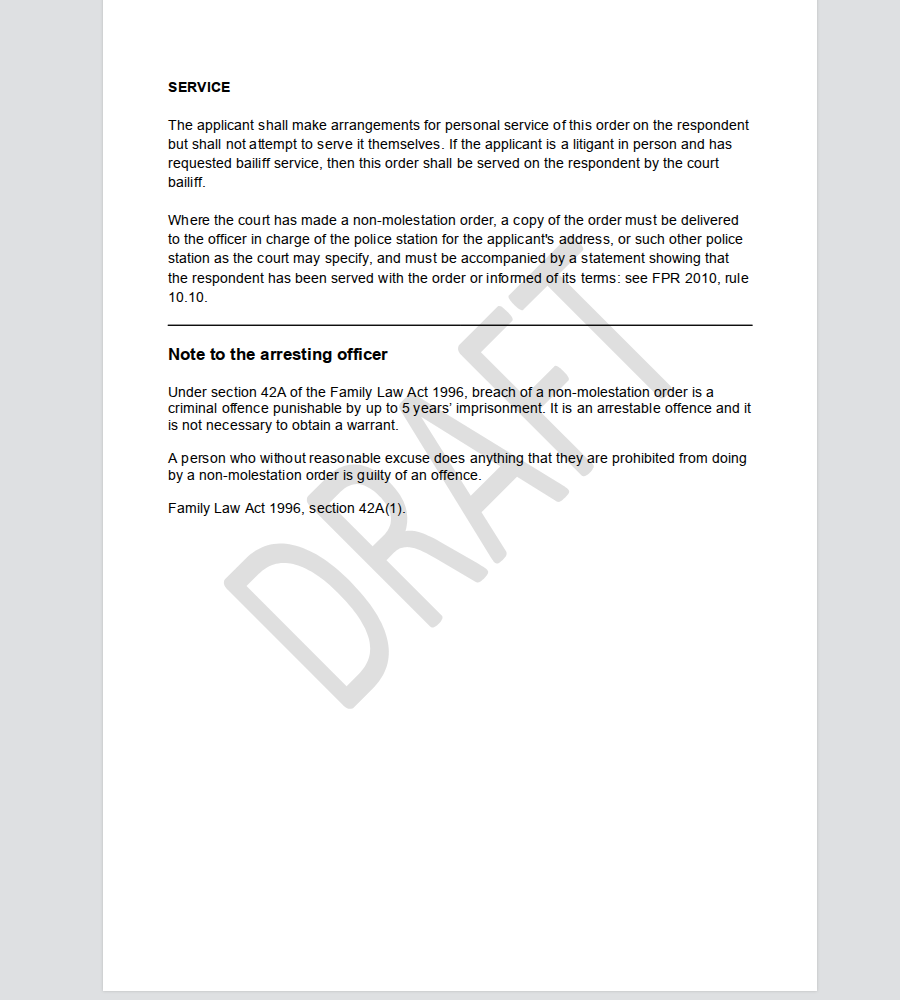 SERVICE
The applicant shall make arrangements for personal service of this order on the respondent
but shall not attempt to serve it themselves. If the applicant is a litigant in person and has
requested bailiff service, then this order shall be served on the respondent by the court
bailiff.
Where the court has made a non-molestation order, a copy of the order must be delivered
to the officer in charge of the police station for the applicant's address, or such other police
station as the court may specify, and must be accompanied by a statement showing that
the respondent has been served with the order or informed of its terms: see FPR 2010, rule
10.10.
Note to the arresting officer
Under section 42A of the Family Law Act 1996, breach of a non-molestation order is a
criminal offence punishable by up to 5 years’ imprisonment. It is an arrestable offence and it
is not necessary to obtain a warrant.
A person who without reasonable excuse does anything that they are prohibited from doing
by a non-molestation order is guilty of an offence.
Family Law Act 1996, section 42A(1).
DRAFT